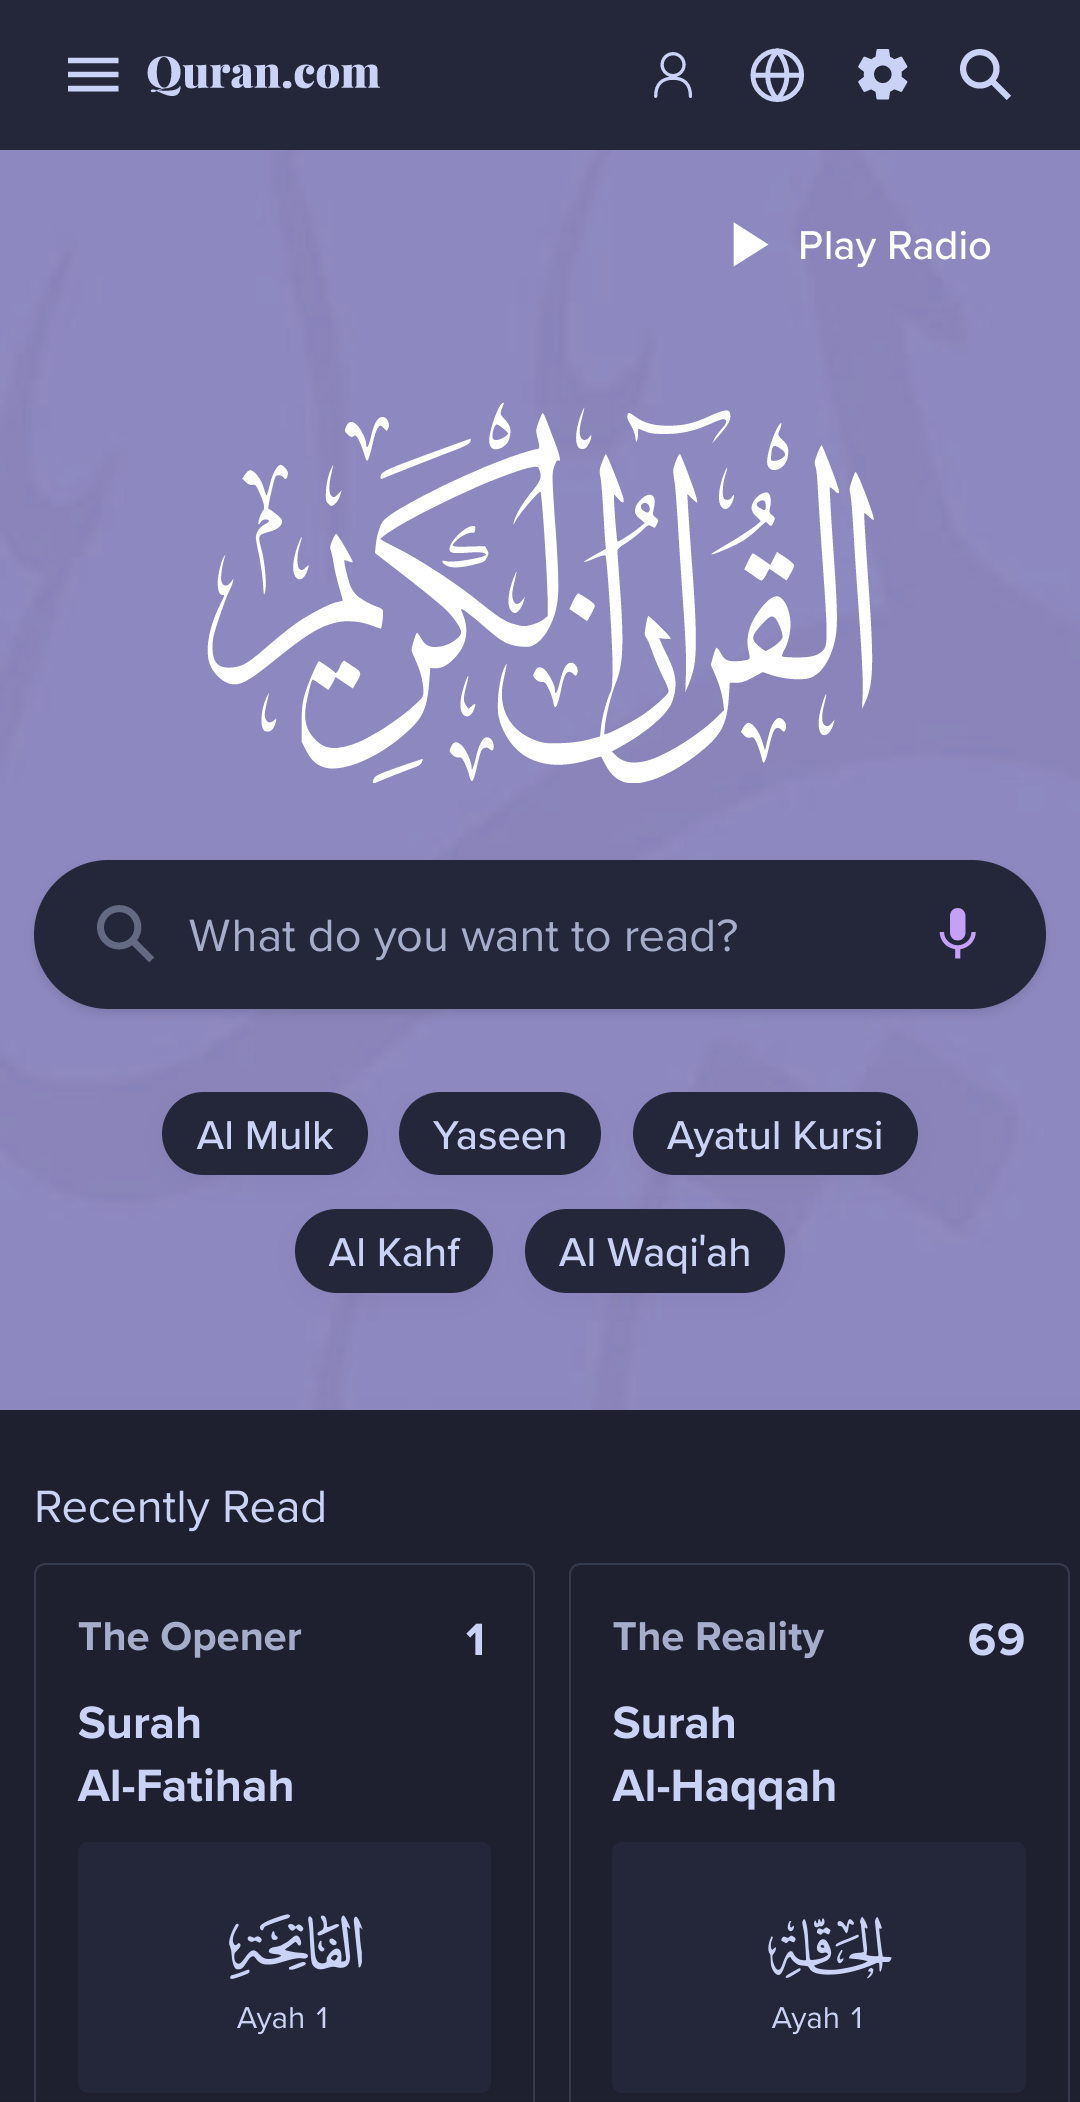 Quran.com
Play Radio
القرآن الكريم
What do you want to read?
Al Mulk Yaseen Ayatul Kursi
Al Kahf Al Waqi'ah
Recently Read
The Opener 1
Surah
Al-Fatihah
الفاتحة
Ayah 1
The Reality 69
Surah
Al-Haqqah
الحاقة
Ayah 1